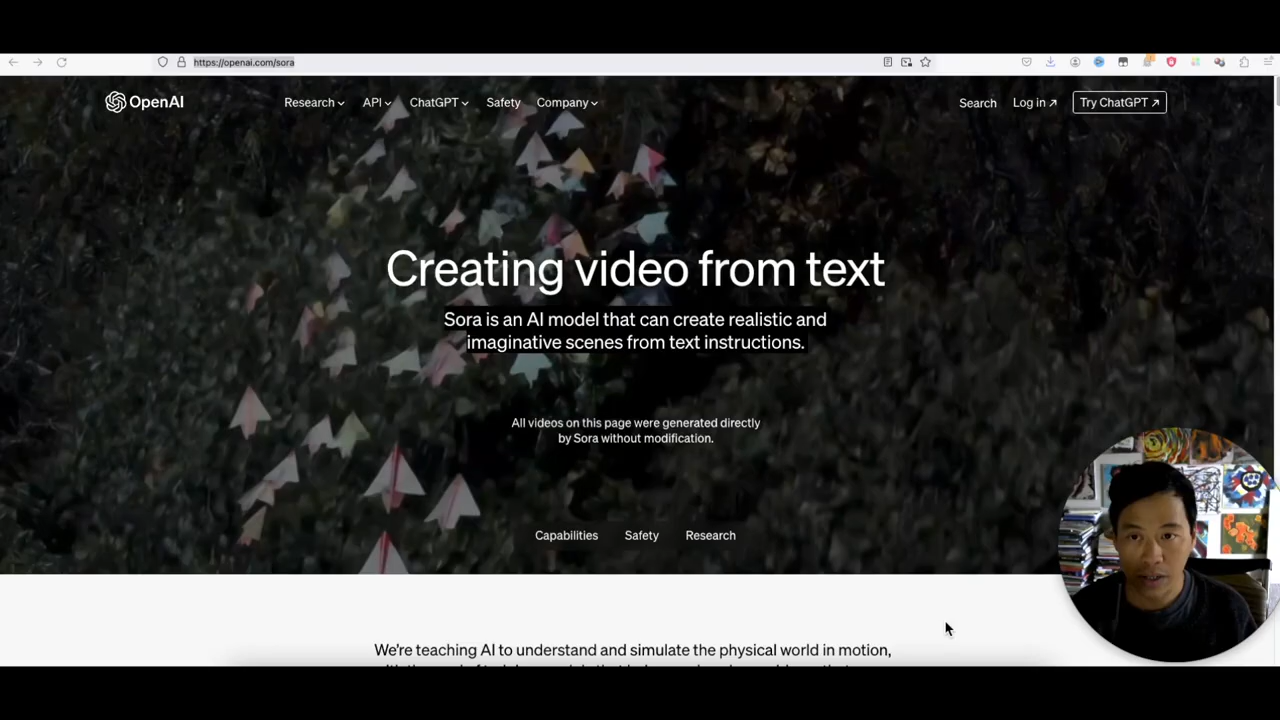 https://openai.com/sora
OpenAI
Research
API
ChatGPT
Safety
Company
Search
Log in ↗
Try ChatGPT ↗
Creating video from text
Sora is an AI model that can create realistic and
imaginative scenes from text instructions.
All videos on this page were generated directly
by Sora without modification.
Capabilities
Safety
Research
We're teaching AI to understand and simulate the physical world in motion,